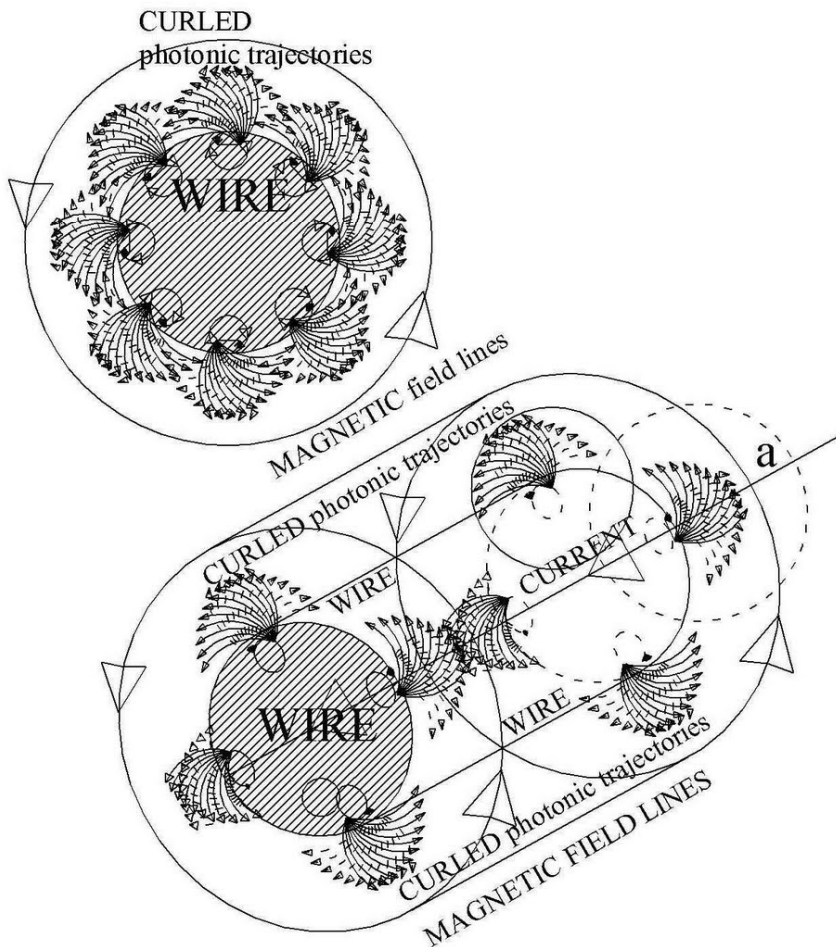 CURLED
photonic trajectories
WIRE
MAGNETIC field lines
CURLED photonic trajectories
a
CURRENT
WIRE
WIRE
WIRE
CURLED photonic trajectories
MAGNETIC FIELD LINES